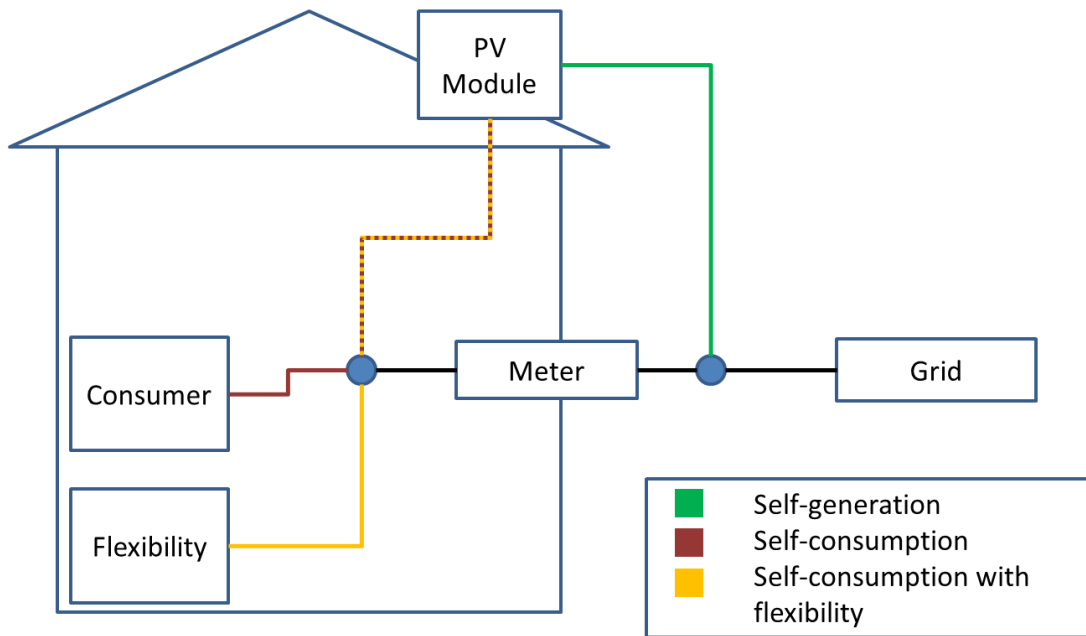 PV
Module
Consumer
Meter
Grid
Flexibility
Self-generation
Self-consumption
Self-consumption with
flexibility